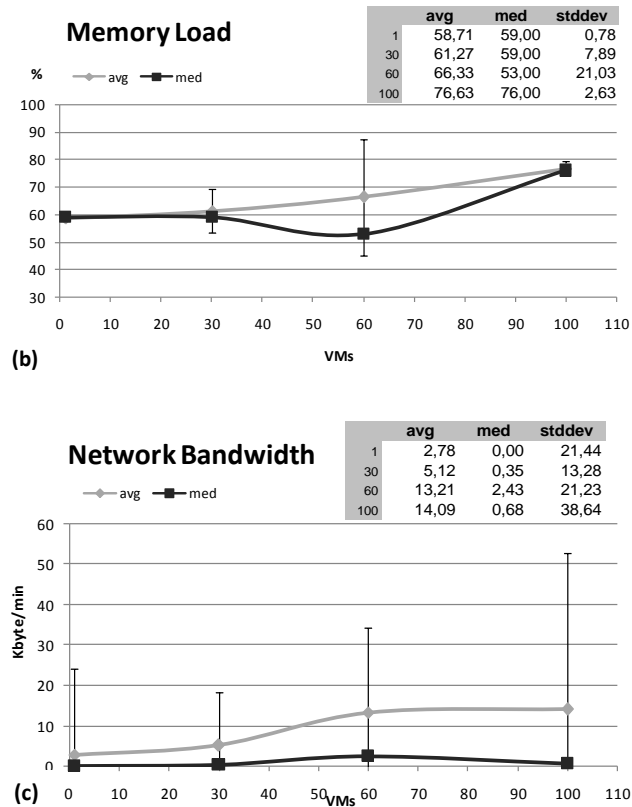 Memory Load
avg med stddev
1 58,71 59,00 0,78
30 61,27 59,00 7,89
60 66,33 53,00 21,03
100 76,63 76,00 2,63
%
avg med
100
90
80
70
60
50
40
30
0 10 20 30 40 50 60 70 80 90 100 110
VMs
(b)
Network Bandwidth
avg med stddev
1 2,78 0,00 21,44
30 5,12 0,35 13,28
60 13,21 2,43 21,23
100 14,09 0,68 38,64
avg med
Kbyte/min
60
50
40
30
20
10
0
0 10 20 30 40 50 60 70 80 90 100 110
VMs
(c)